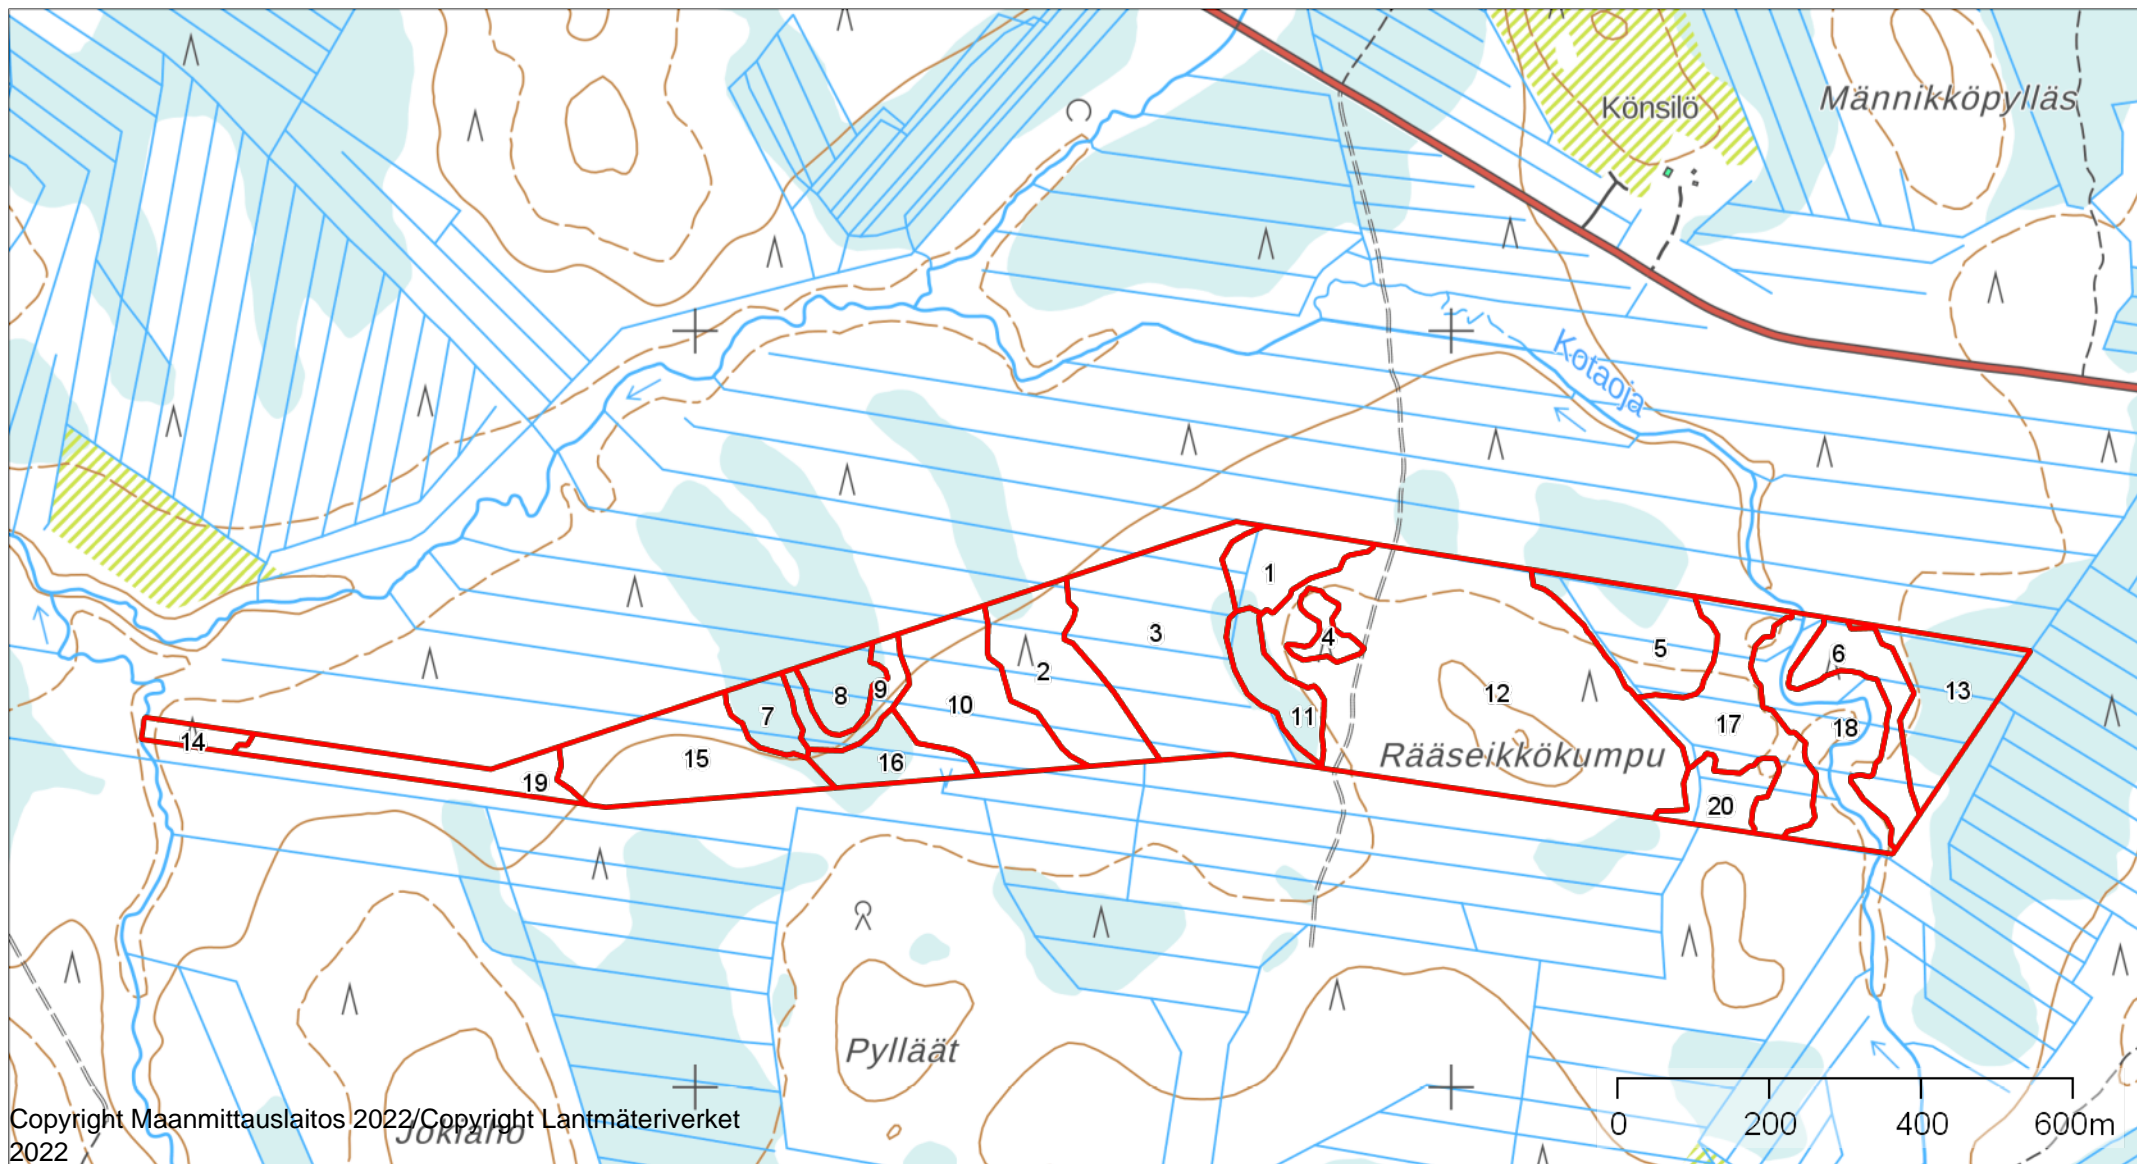 Männikköpylläs
Könsilö
Kotaoja
1
4
3
5
6
2
12
13
8
9
7
10
11
17
18
14
15
16
19
Rääseikkökumpu
20
Pylläät
Jokiaho
0 200 400 600m
Copyright Maanmittauslaitos 2022/Copyright Lantmäteriverket
2022